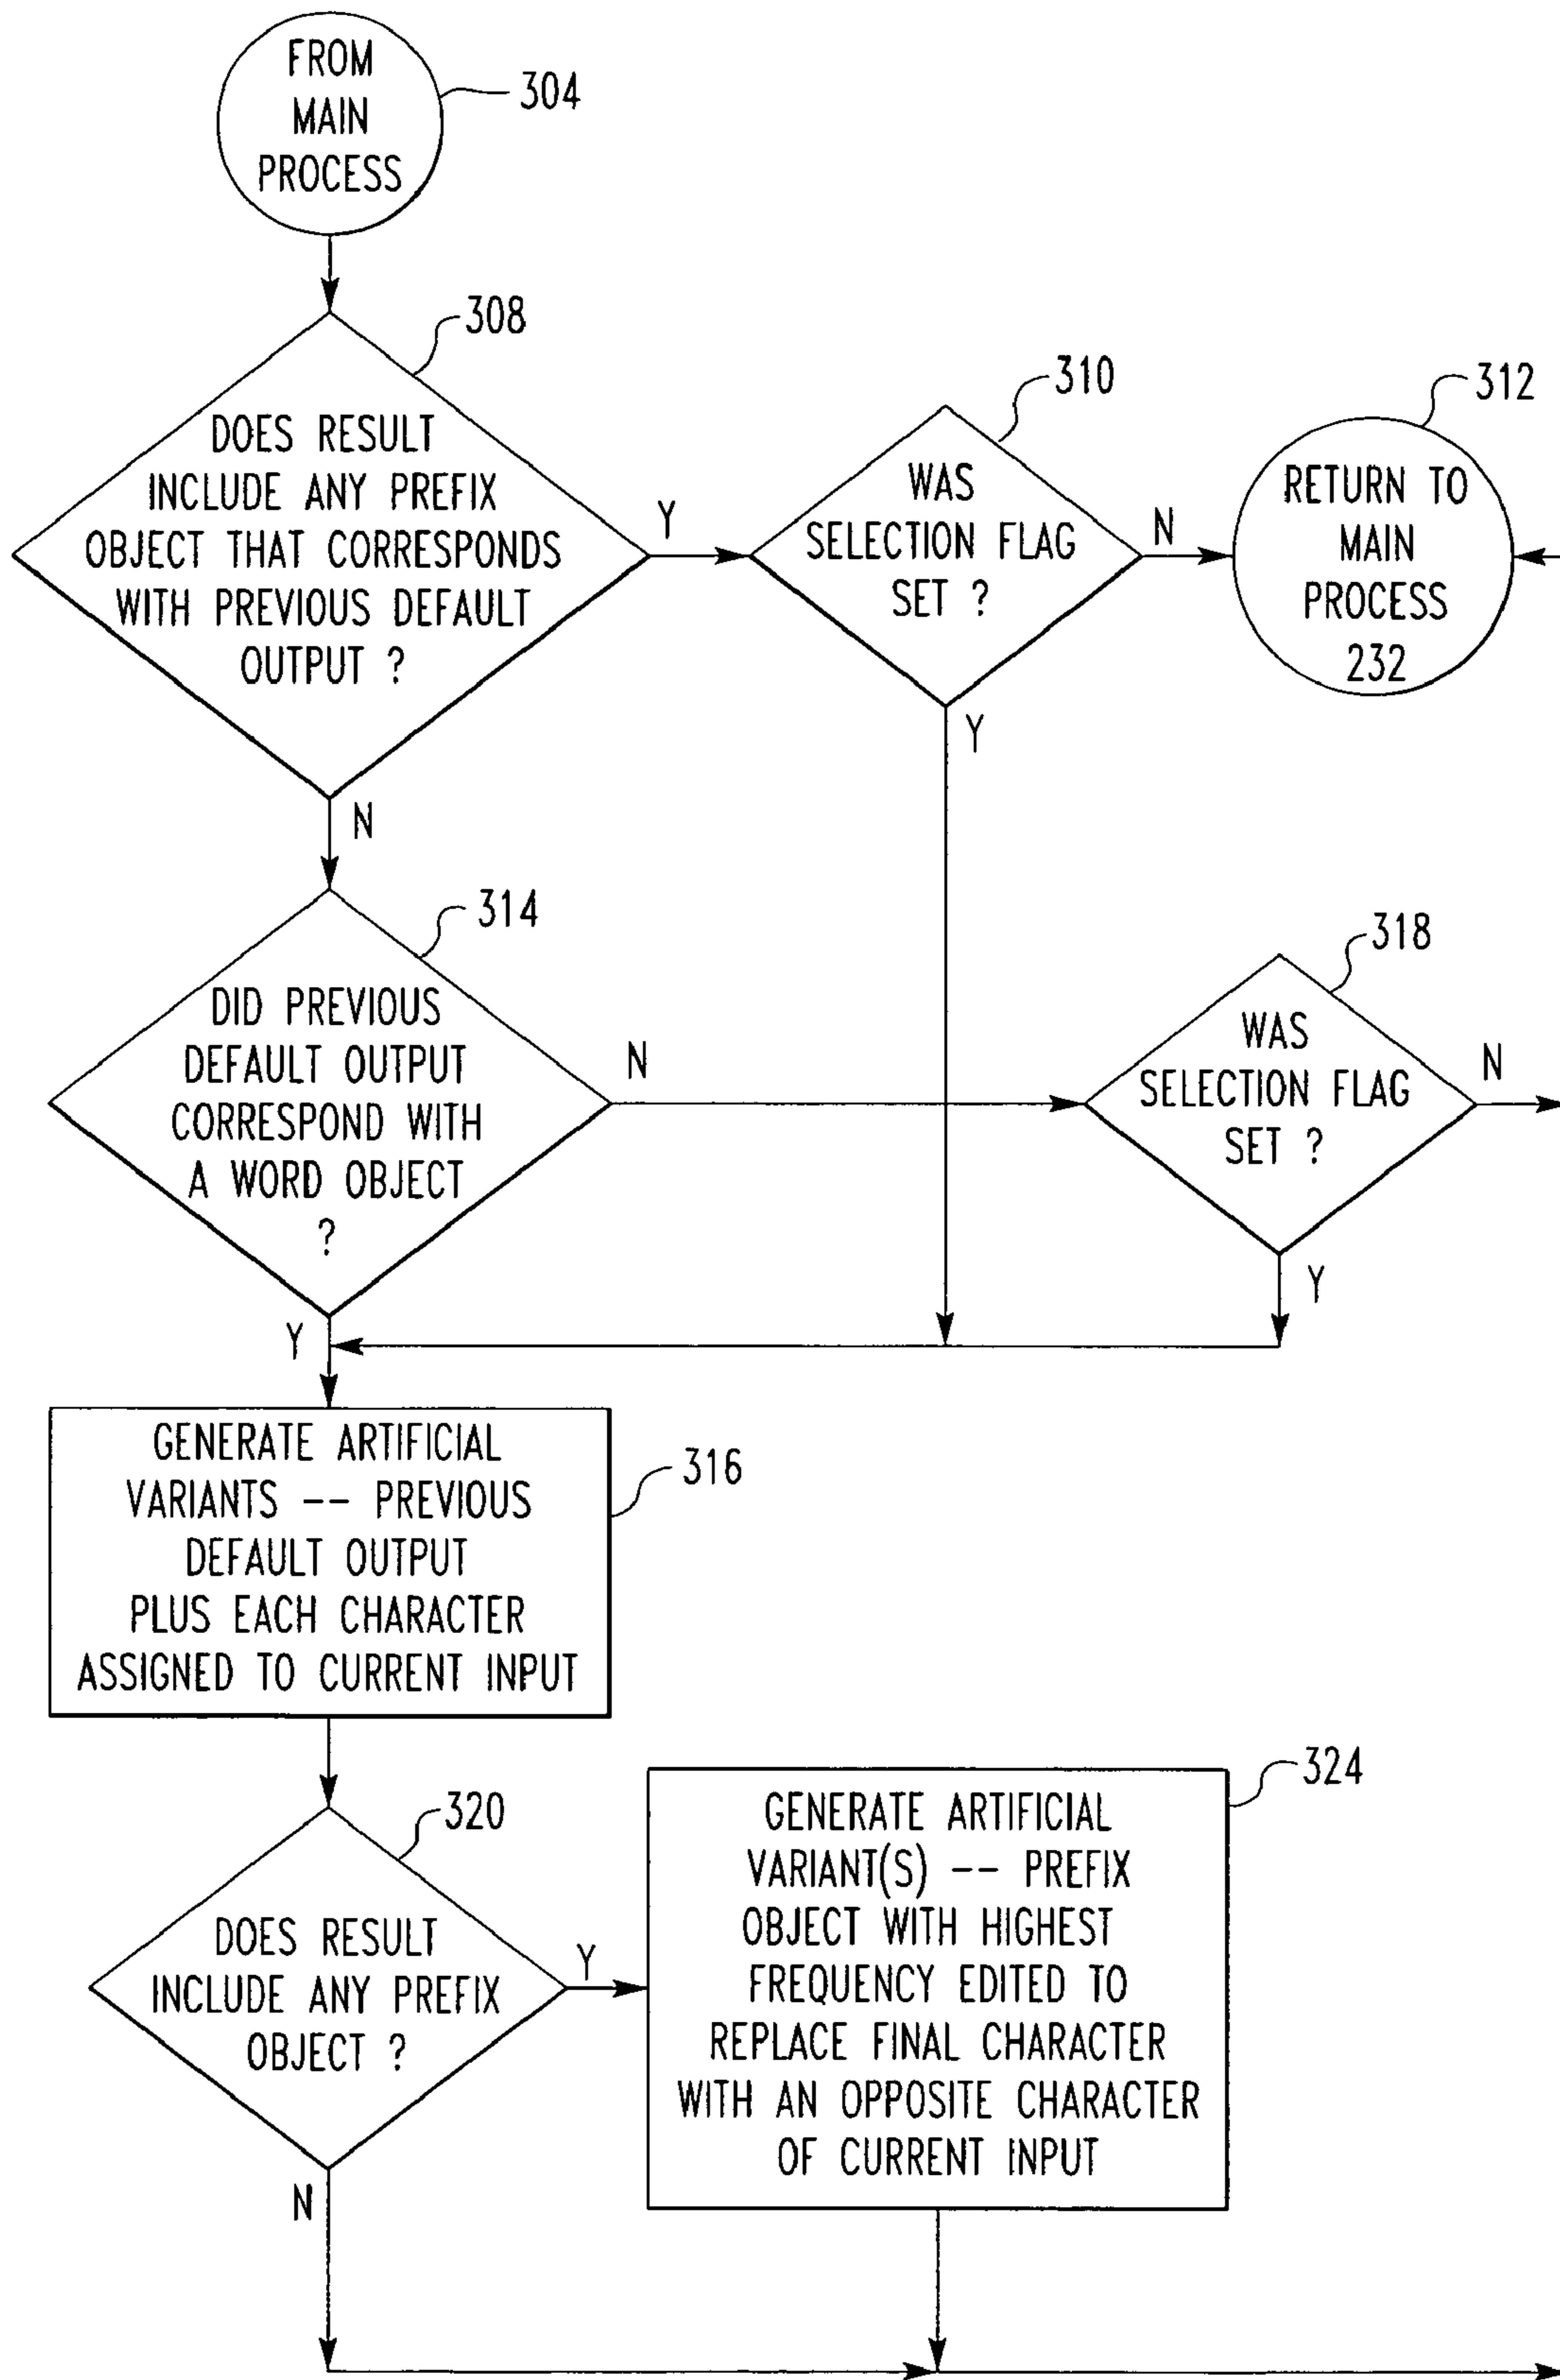 FROM
MAIN
PROCESS
304
308
DOES RESULT
INCLUDE ANY PREFIX
OBJECT THAT CORRESPONDS
WITH PREVIOUS DEFAULT
OUTPUT ?
Y
N
310
WAS
SELECTION FLAG
SET ?
N
Y
312
RETURN TO
MAIN
PROCESS
232
314
DID PREVIOUS
DEFAULT OUTPUT
CORRESPOND WITH
A WORD OBJECT
?
N
Y
318
WAS
SELECTION FLAG
SET ?
N
Y
GENERATE ARTIFICIAL
VARIANTS -- PREVIOUS
DEFAULT OUTPUT
PLUS EACH CHARACTER
ASSIGNED TO CURRENT INPUT
316
320
DOES RESULT
INCLUDE ANY PREFIX
OBJECT ?
Y
N
324
GENERATE ARTIFICIAL
VARIANT(S) -- PREFIX
OBJECT WITH HIGHEST
FREQUENCY EDITED TO
REPLACE FINAL CHARACTER
WITH AN OPPOSITE CHARACTER
OF CURRENT INPUT